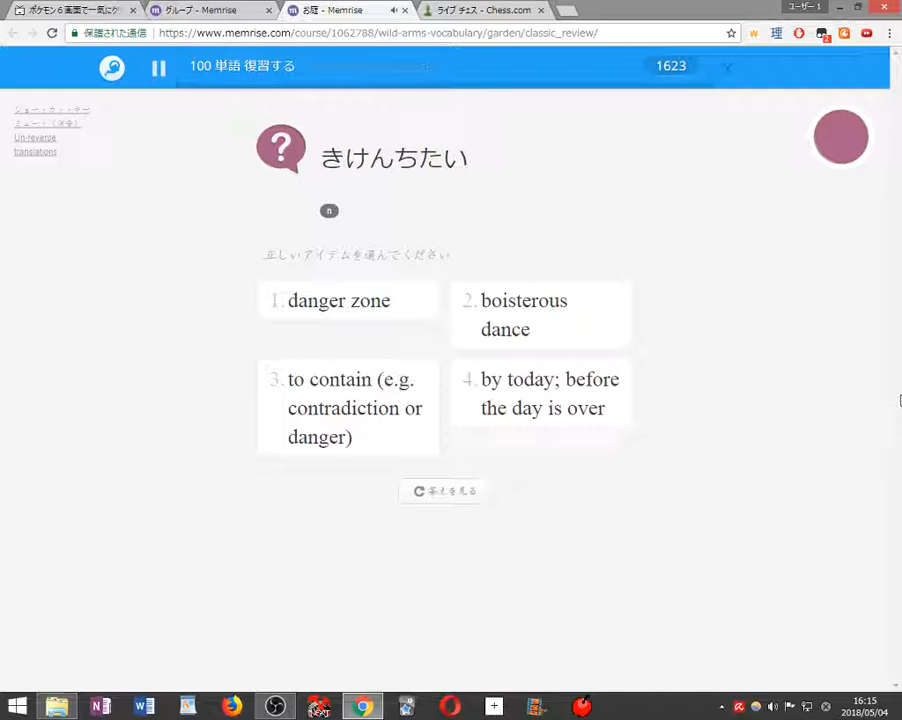 ポケモン６画面で一気にク
グループ - Memrise
お庭 - Memrise
ライブ チェス - Chess.com
ユーザー 1
保護された通信
https://www.memrise.com/course/1062788/wild-arms-vocabulary/garden/classic_review/
100 単語 復習する
1623
Un-reverse
translations
きけんちたい
n
正しいアイテムを選んでください
1. danger zone
2. boisterous
dance
3. to contain (e.g.
contradiction or
danger)
4. by today; before
the day is over
答えを見る
16:15
2018/05/04